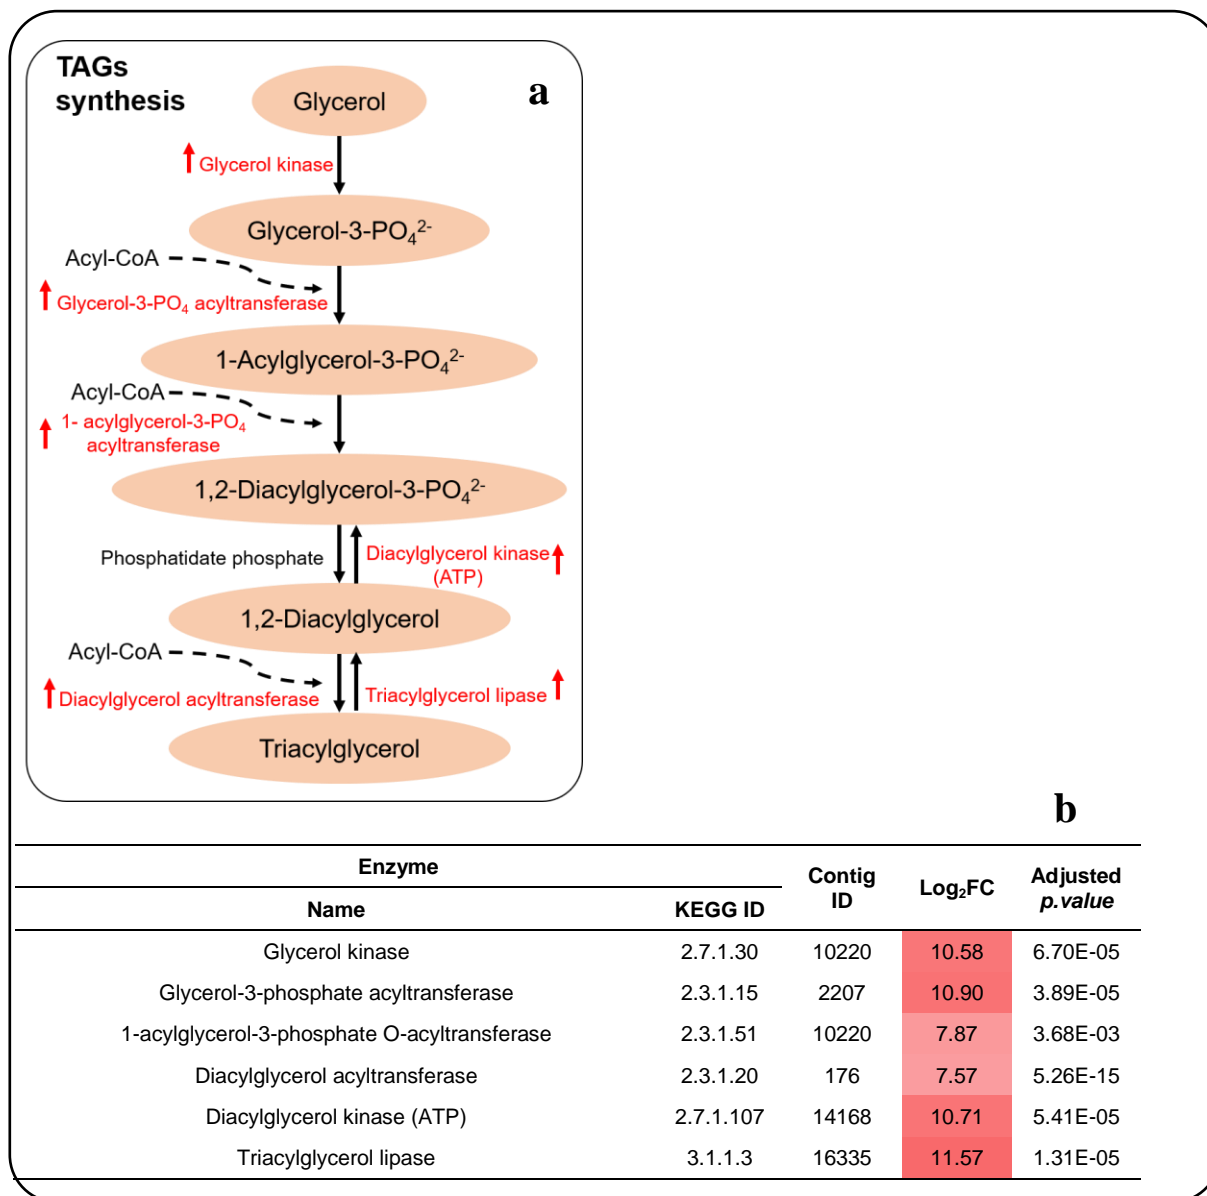 TAGs
synthesis
a
Glycerol
Glycerol kinase
Glycerol-3-PO₄²⁻
Acyl-CoA
Glycerol-3-PO₄ acyltransferase
1-Acylglycerol-3-PO₄²⁻
Acyl-CoA
1- acylglycerol-3-PO₄
acyltransferase
1,2-Diacylglycerol-3-PO₄²⁻
Phosphatidate phosphate
Diacylglycerol kinase
(ATP)
1,2-Diacylglycerol
Acyl-CoA
Diacylglycerol acyltransferase
Triacylglycerol lipase
Triacylglycerol
b
Enzyme
Contig
ID
Log₂FC
Adjusted
p.value
Name KEGG ID
Glycerol kinase 2.7.1.30 10220 10.58 6.70E-05
Glycerol-3-phosphate acyltransferase 2.3.1.15 2207 10.90 3.89E-05
1-acylglycerol-3-phosphate O-acyltransferase 2.3.1.51 10220 7.87 3.68E-03
Diacylglycerol acyltransferase 2.3.1.20 176 7.57 5.26E-15
Diacylglycerol kinase (ATP) 2.7.1.107 14168 10.71 5.41E-05
Triacylglycerol lipase 3.1.1.3 16335 11.57 1.31E-05